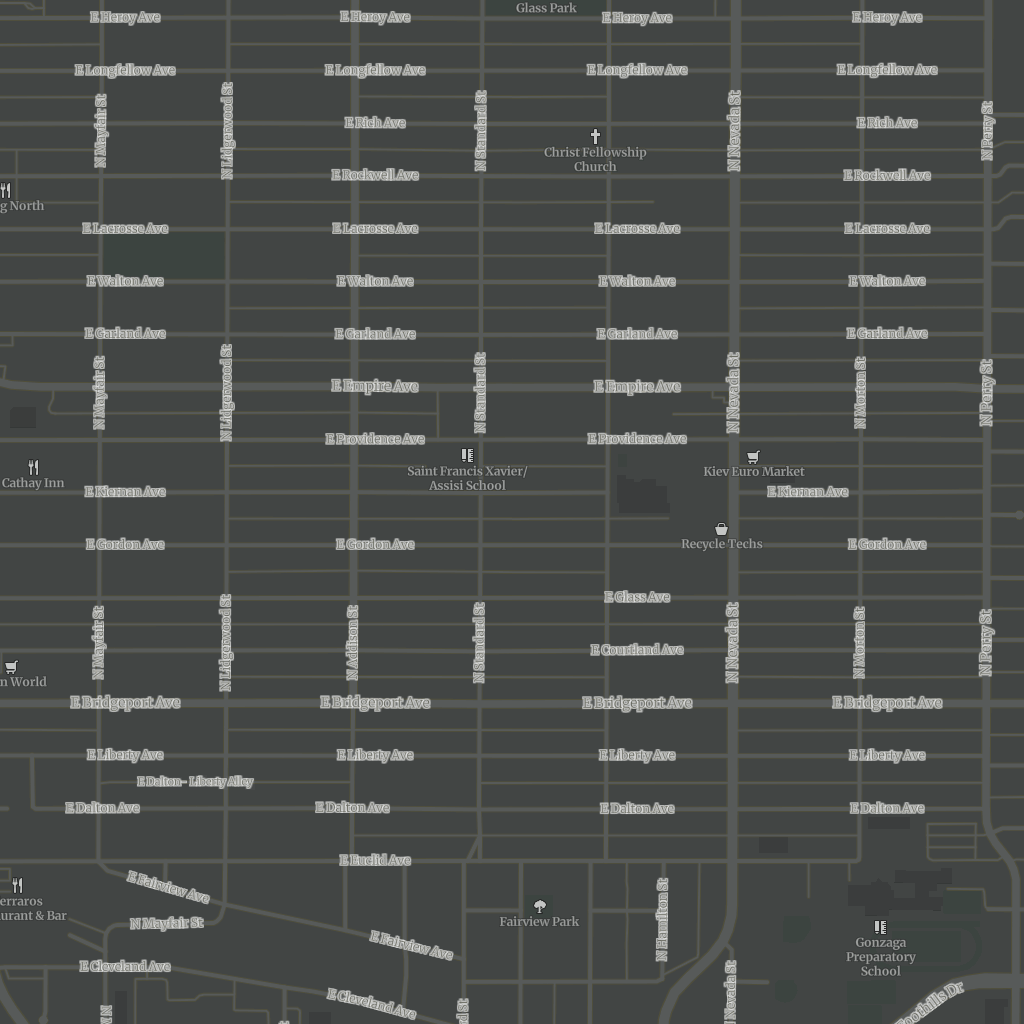 Glass Park
E Heroy Ave
E Heroy Ave
E Heroy Ave
E Heroy Ave
E Longfellow Ave
E Longfellow Ave
E Longfellow Ave
E Longfellow Ave
N Mayfair St
N Lidgerwood St
E Rich Ave
N Standard St
N Nevada St
E Rich Ave
N Perry St
Christ Fellowship
Church
E Rockwell Ave
E Rockwell Ave
g North
E Lacrosse Ave
E Lacrosse Ave
E Lacrosse Ave
E Lacrosse Ave
E Walton Ave
E Walton Ave
E Walton Ave
E Walton Ave
E Garland Ave
E Garland Ave
E Garland Ave
E Garland Ave
N Mayfair St
N Lidgerwood St
E Empire Ave
N Standard St
E Empire Ave
N Nevada St
N Morton St
N Perry St
E Providence Ave
E Providence Ave
Saint Francis Xavier/
Assisi School
Kiev Euro Market
Cathay Inn
E Kiernan Ave
E Kiernan Ave
E Gordon Ave
E Gordon Ave
Recycle Techs
E Gordon Ave
E Glass Ave
N Mayfair St
N Lidgerwood St
N Addison St
N Standard St
E Courtland Ave
N Nevada St
N Morton St
N Perry St
n World
E Bridgeport Ave
E Bridgeport Ave
E Bridgeport Ave
E Bridgeport Ave
E Liberty Ave
E Liberty Ave
E Liberty Ave
E Liberty Ave
E Dalton - Liberty Alley
E Dalton Ave
E Dalton Ave
E Dalton Ave
E Dalton Ave
E Euclid Ave
E Fairview Ave
erraros
urant & Bar
N Mayfair St
Fairview Park
N Hamilton St
E Fairview Ave
Gonzaga
Preparatory
School
E Cleveland Ave
E Cleveland Ave
N Nevada St
Foothills Dr
N
rd St